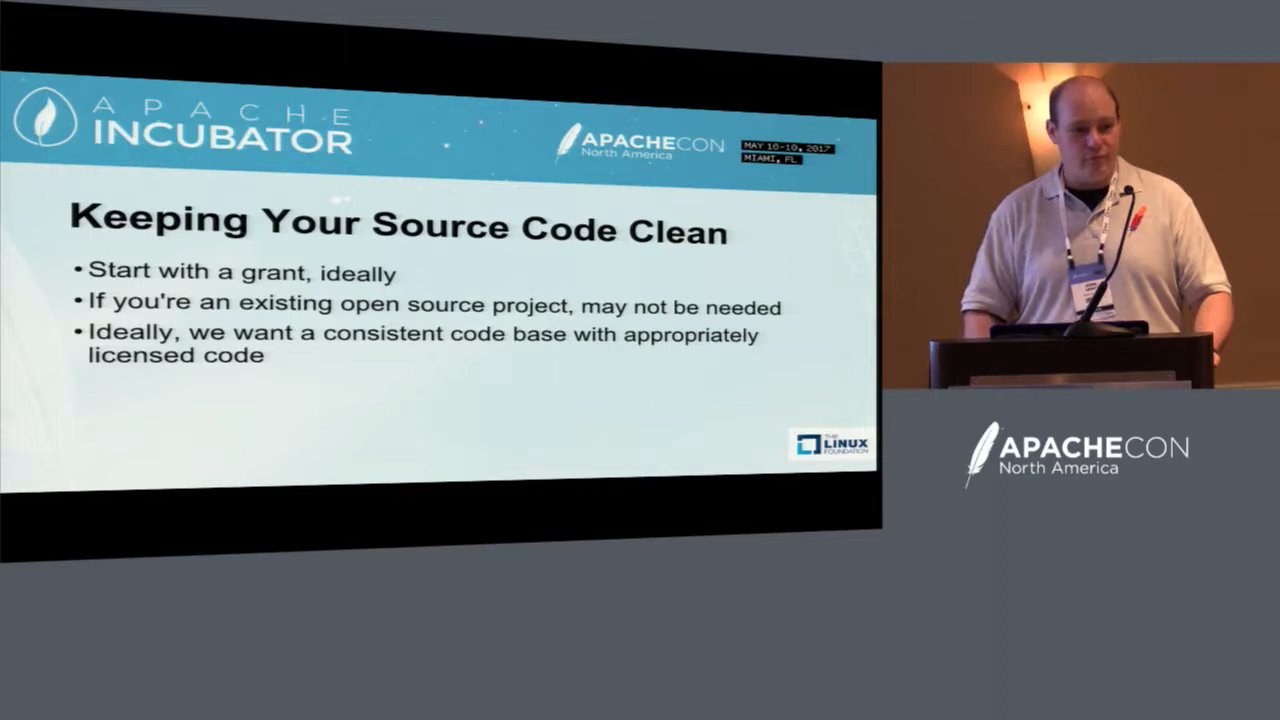 APACHE
INCUBATOR
APACHECON
North America
MAY 16-19, 2017
MIAMI, FL
Keeping Your Source Code Clean
• Start with a grant, ideally
• If you're an existing open source project, may not be needed
• Ideally, we want a consistent code base with appropriately
licensed code
THE
LINUX
FOUNDATION
APACHECON
North America